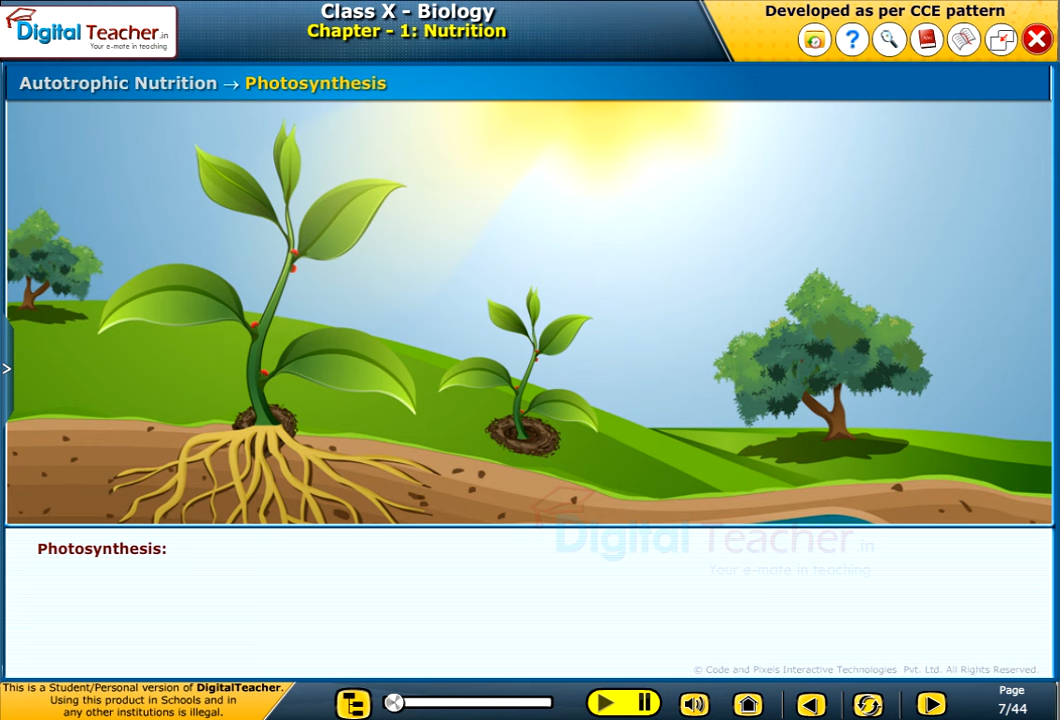 Digital Teacher.in
Your e-mate in teaching
Class X - Biology
Chapter - 1: Nutrition
Developed as per CCE pattern
?
Autotrophic Nutrition → Photosynthesis
>
Digital Teacher.in
Your e-mate in teaching
Photosynthesis:
© Code and Pixels Interactive Technologies Pvt. Ltd. All Rights Reserved.
This is a Student/Personal version of DigitalTeacher.
Using this product in Schools and in
any other institutions is illegal.
Page
7/44